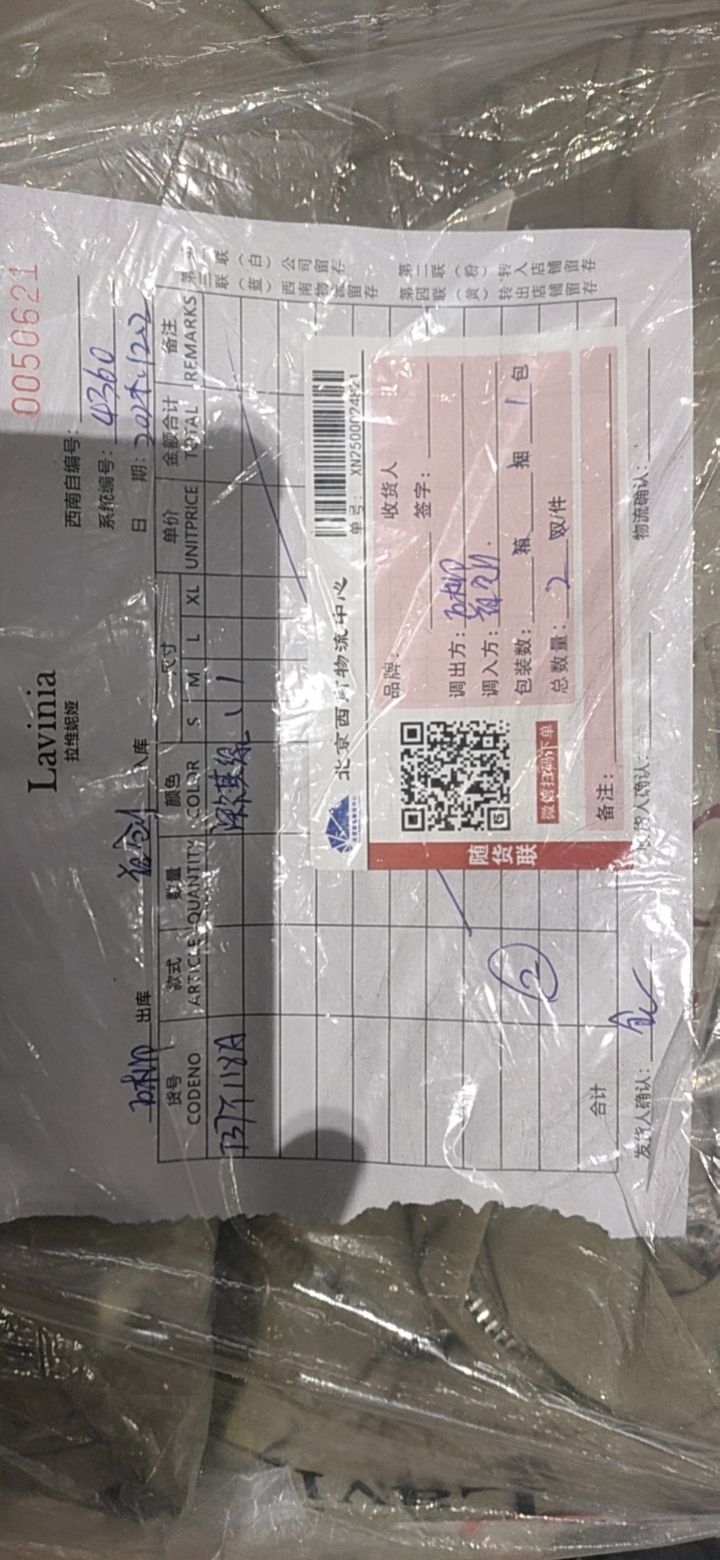 Lavinia
拉维妮娅
0050621
西南自编号:
系统编号: 4360
日 期:
出库
入库
货号 款式 数量 颜色 尺寸 单价 金额合计 备注
CODENO ARTICLE QUANTITY COLOR S M L XL UNITPRICE TOTAL REMARKS
1
②
合计
发货人确认:
收货人确认:
物流确认:
联(白)公司留存
第三联(蓝)西南物流留存
第二联(粉)转入店铺留存
第四联(黄)转出店铺留存
北京西南物流中心
单号:
随货联
微信扫码下单
品牌:
收货人
签字:
调出方:
调入方:
包装数: 箱 捆 1 包
总数量: 2 双/件
备注: